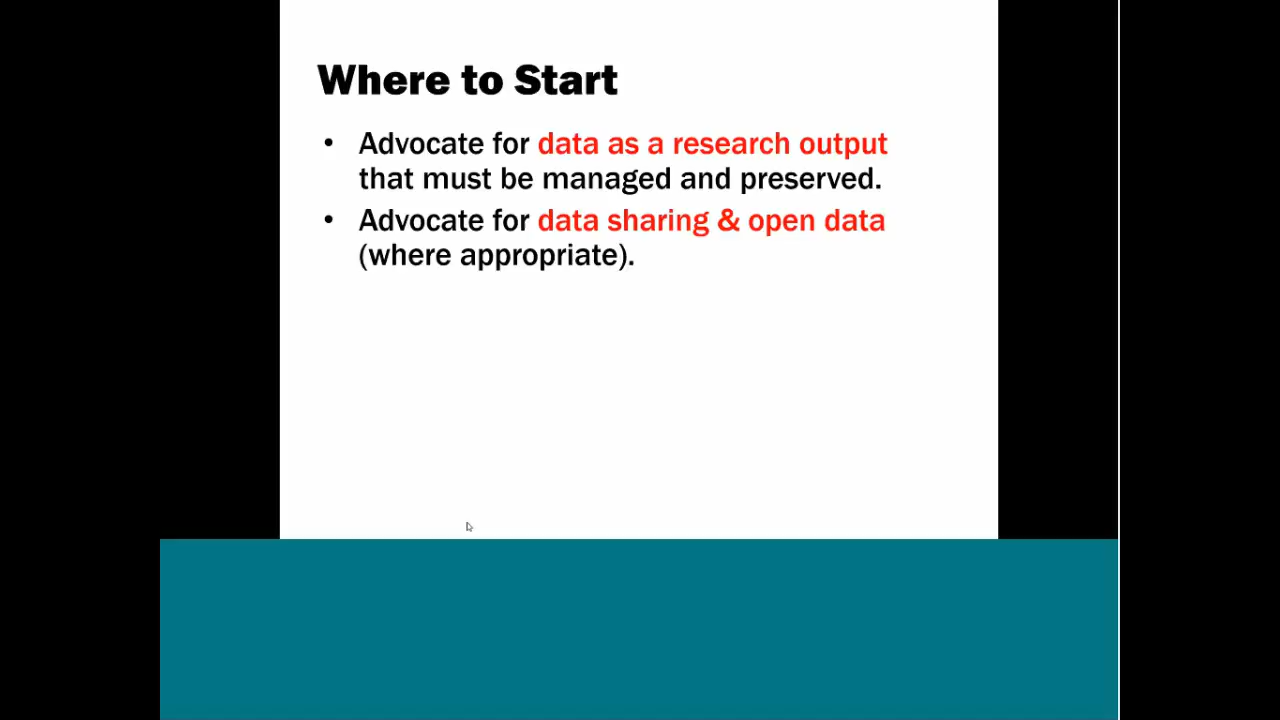 Where to Start
• Advocate for data as a research output
that must be managed and preserved.
• Advocate for data sharing & open data
(where appropriate).